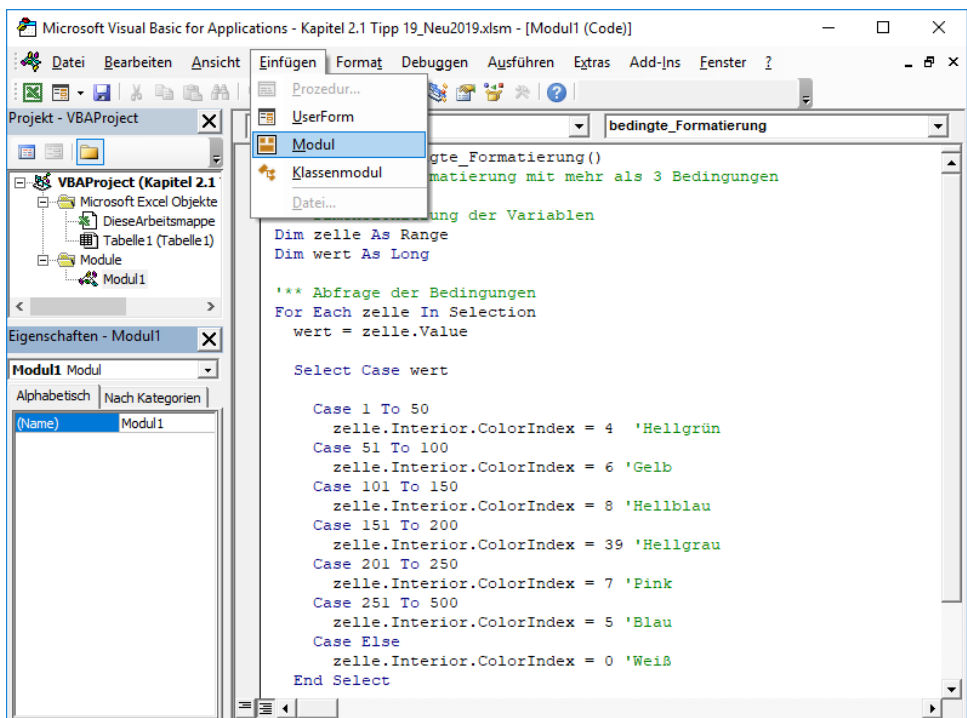 Microsoft Visual Basic for Applications - Kapitel 2.1 Tipp 19_Neu2019.xlsm - [Modul1 (Code)]
Datei Bearbeiten Ansicht Einfügen Format Debuggen Ausführen Extras Add-Ins Fenster ?
Prozedur...
UserForm
Modul
Klassenmodul
Datei...
Projekt - VBAProject
VBAProject (Kapitel 2.1
Microsoft Excel Objekte
DieseArbeitsmappe
Tabelle1 (Tabelle1)
Module
Modul1
Eigenschaften - Modul1
Modul1 Modul
Alphabetisch Nach Kategorien
(Name) Modul1
bedingte_Formatierung
gte_Formatierung()
matierung mit mehr als 3 Bedingungen
ung der Variablen
Dim zelle As Range
Dim wert As Long
'** Abfrage der Bedingungen
For Each zelle In Selection
wert = zelle.Value
Select Case wert
Case 1 To 50
zelle.Interior.ColorIndex = 4 'Hellgrün
Case 51 To 100
zelle.Interior.ColorIndex = 6 'Gelb
Case 101 To 150
zelle.Interior.ColorIndex = 8 'Hellblau
Case 151 To 200
zelle.Interior.ColorIndex = 39 'Hellgrau
Case 201 To 250
zelle.Interior.ColorIndex = 7 'Pink
Case 251 To 500
zelle.Interior.ColorIndex = 5 'Blau
Case Else
zelle.Interior.ColorIndex = 0 'Weiß
End Select